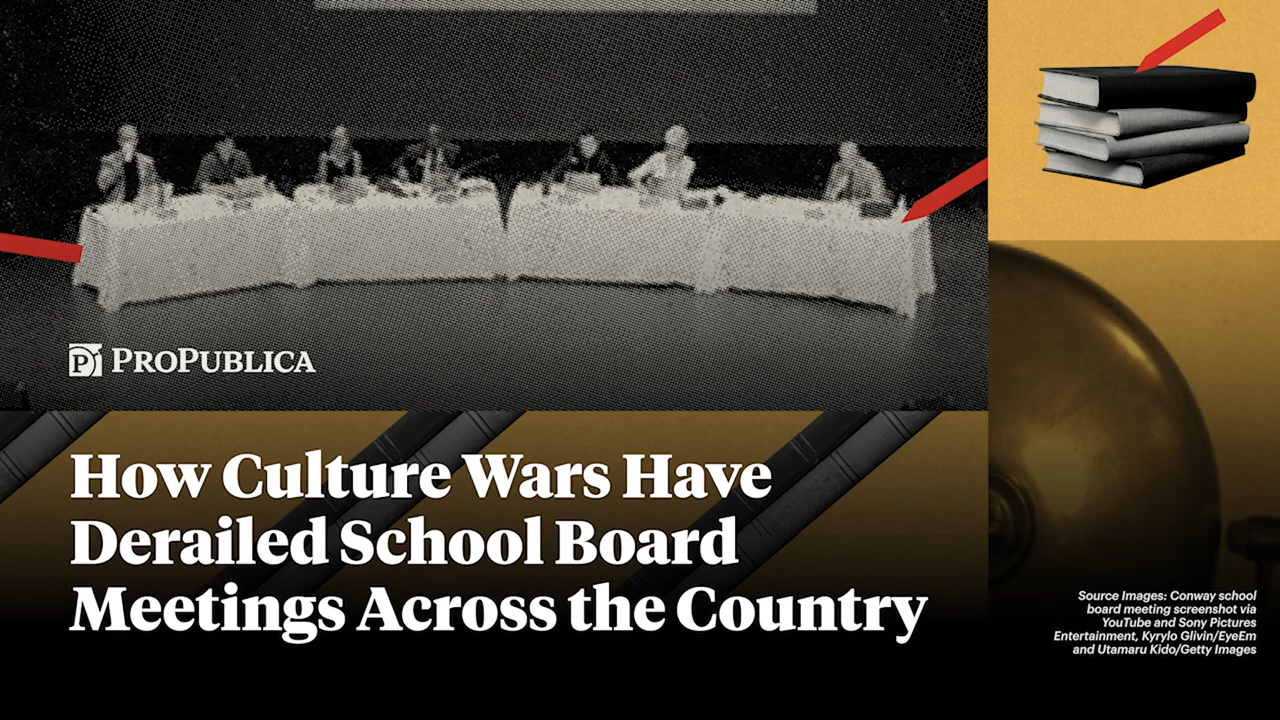 PROPUBLICA
How Culture Wars Have
Derailed School Board
Meetings Across the Country
Source Images: Conway school
board meeting screenshot via
YouTube and Sony Pictures
Entertainment, Kyrylo Glivin/EyeEm
and Utamaru Kido/Getty Images